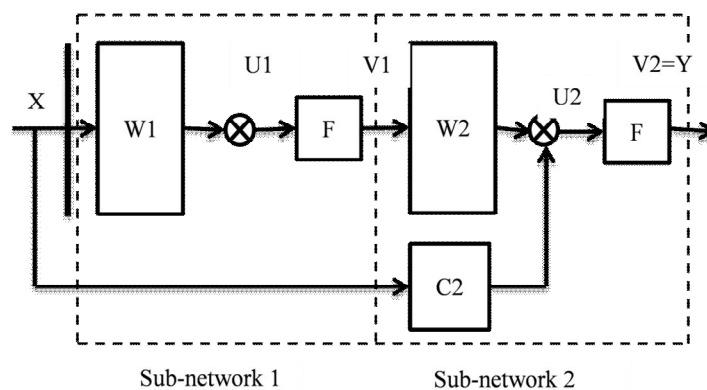 U1
V1
V2=Y
X
U2
W1
F
W2
F
C2
Sub-network 1
Sub-network 2